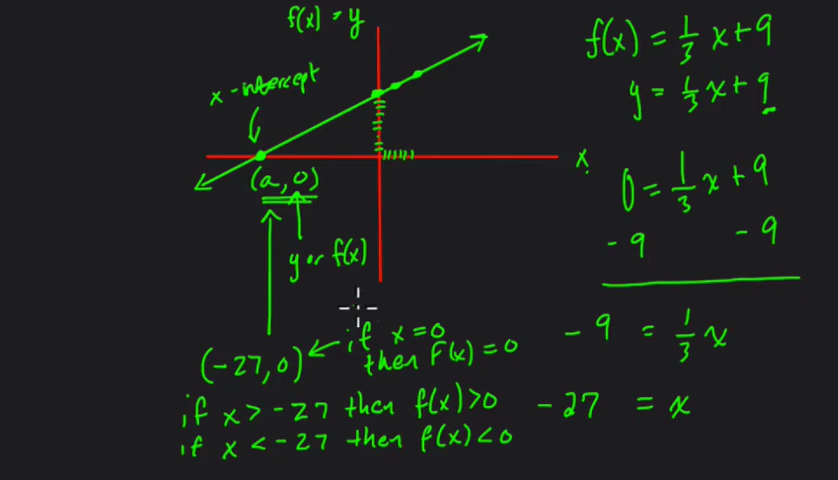 f(x) = y
x-intercept
x
(a, 0)
y or f(x)
(-27, 0)
if x = 0
then F(x) = 0
if x > -27 then f(x) > 0
if x < -27 then f(x) < 0
f(x) = 1/3 x + 9
y = 1/3 x + 9
0 = 1/3 x + 9
- 9 - 9
- 9 = 1/3 x
- 27 = x